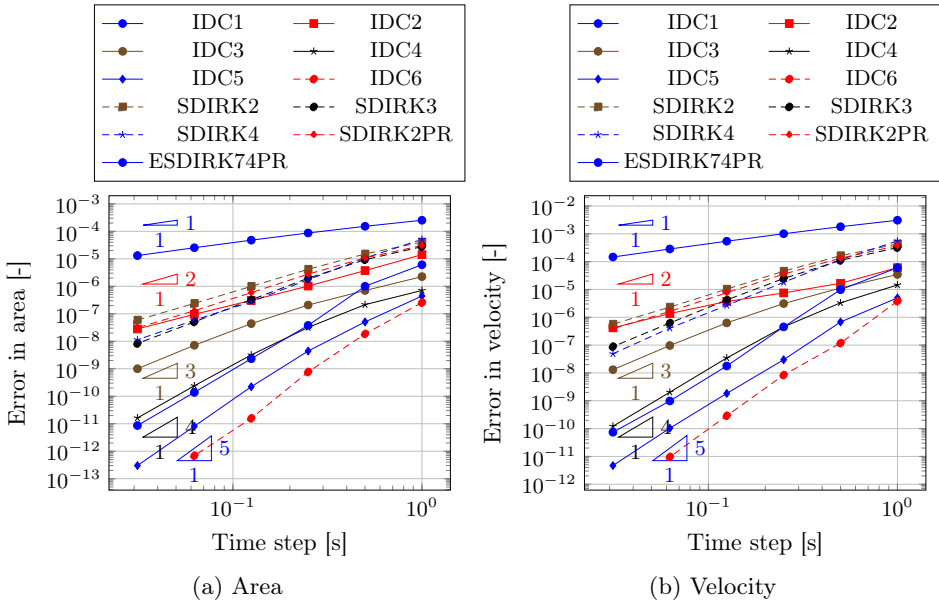 IDC1 IDC2
IDC3 IDC4
IDC5 IDC6
SDIRK2 SDIRK3
SDIRK4 SDIRK2PR
ESDIRK74PR
10⁻³
10⁻⁴
10⁻⁵
10⁻⁶
10⁻⁷
10⁻⁸
10⁻⁹
10⁻¹⁰
10⁻¹¹
10⁻¹²
10⁻¹³
Error in area [-]
1
1
2
1
3
1
4
1
5
1
10⁻¹ 10⁰
Time step [s]
(a) Area
IDC1 IDC2
IDC3 IDC4
IDC5 IDC6
SDIRK2 SDIRK3
SDIRK4 SDIRK2PR
ESDIRK74PR
10⁻²
10⁻³
10⁻⁴
10⁻⁵
10⁻⁶
10⁻⁷
10⁻⁸
10⁻⁹
10⁻¹⁰
10⁻¹¹
10⁻¹²
Error in velocity [-]
1
1
2
1
3
1
4
1
5
1
10⁻¹ 10⁰
Time step [s]
(b) Velocity